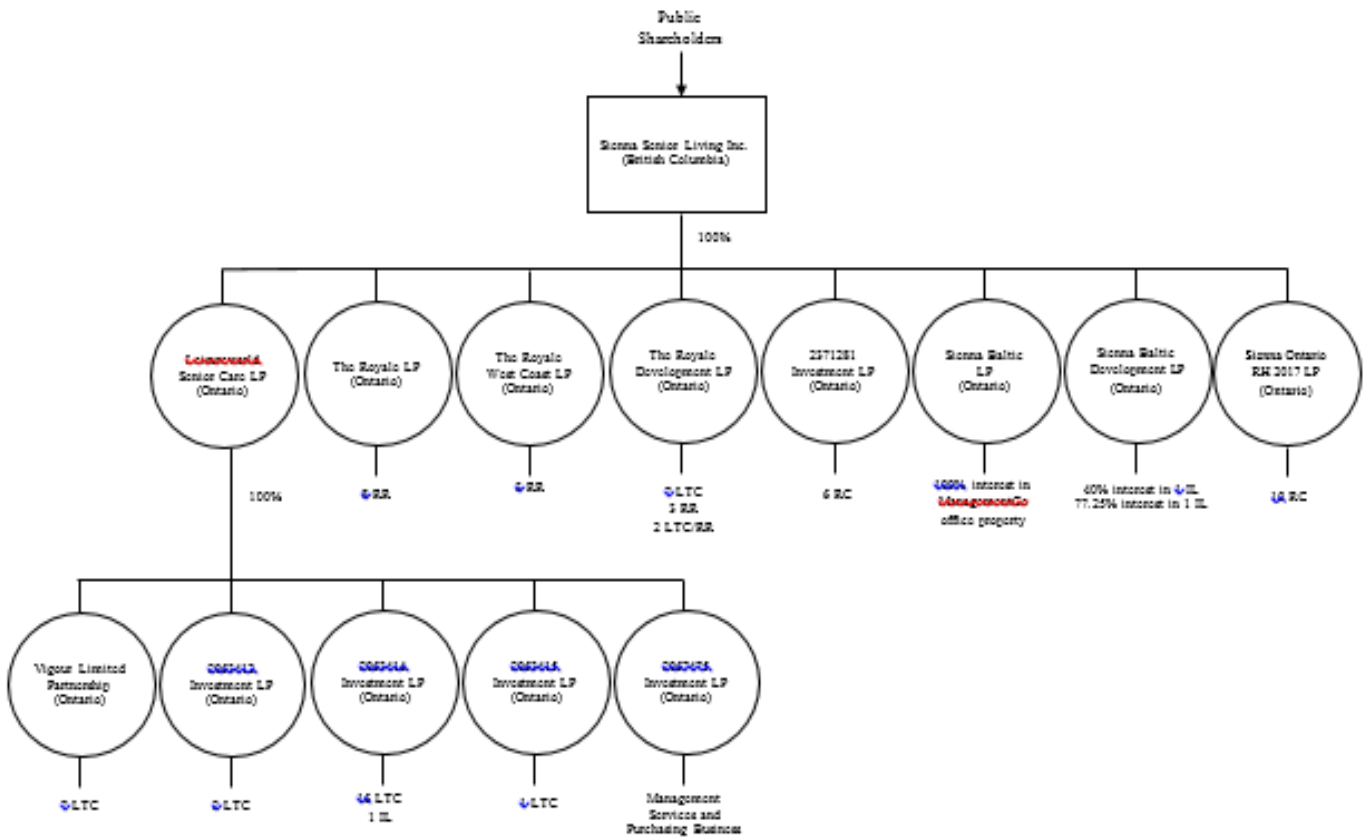 Public
Shareholders
Sienna Senior Living Inc.
(British Columbia)
100%
Senior Care LP
(Ontario)
The Royale LP
(Ontario)
The Royale
West Coast LP
(Ontario)
The Royale
Development LP
(Ontario)
2371281
Investment LP
(Ontario)
Sienna Baltic
LP
(Ontario)
Sienna Baltic
Development LP
(Ontario)
Sienna Ontario
RH 2017 LP
(Ontario)
100%
RR
RR
LTC
3 RR
2 LTC/RR
6 RC
interest in
office property
40% interest in IL
77.25% interest in 1 IL
RC
Vigour Limited
Partnership
(Ontario)
Investment LP
(Ontario)
Investment LP
(Ontario)
Investment LP
(Ontario)
Investment LP
(Ontario)
LTC
LTC
LTC
1 IL
LTC
Management
Services and
Purchasing Business